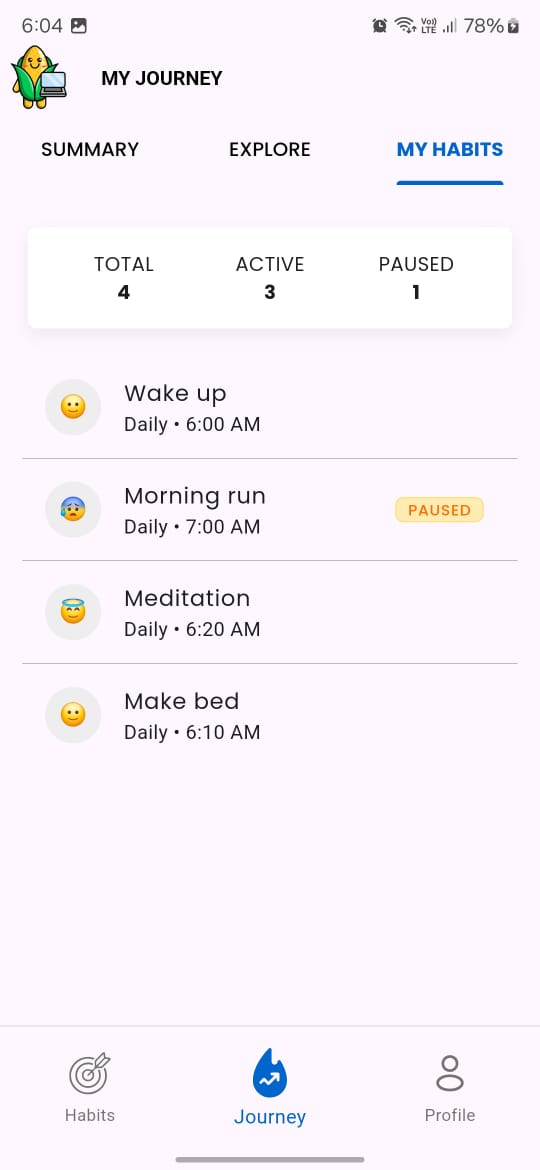 6:04 Vo)) LTE 78%
MY JOURNEY
SUMMARY EXPLORE MY HABITS
TOTAL ACTIVE PAUSED
4 3 1
Wake up
Daily • 6:00 AM
Morning run
Daily • 7:00 AM
PAUSED
Meditation
Daily • 6:20 AM
Make bed
Daily • 6:10 AM
Habits Journey Profile